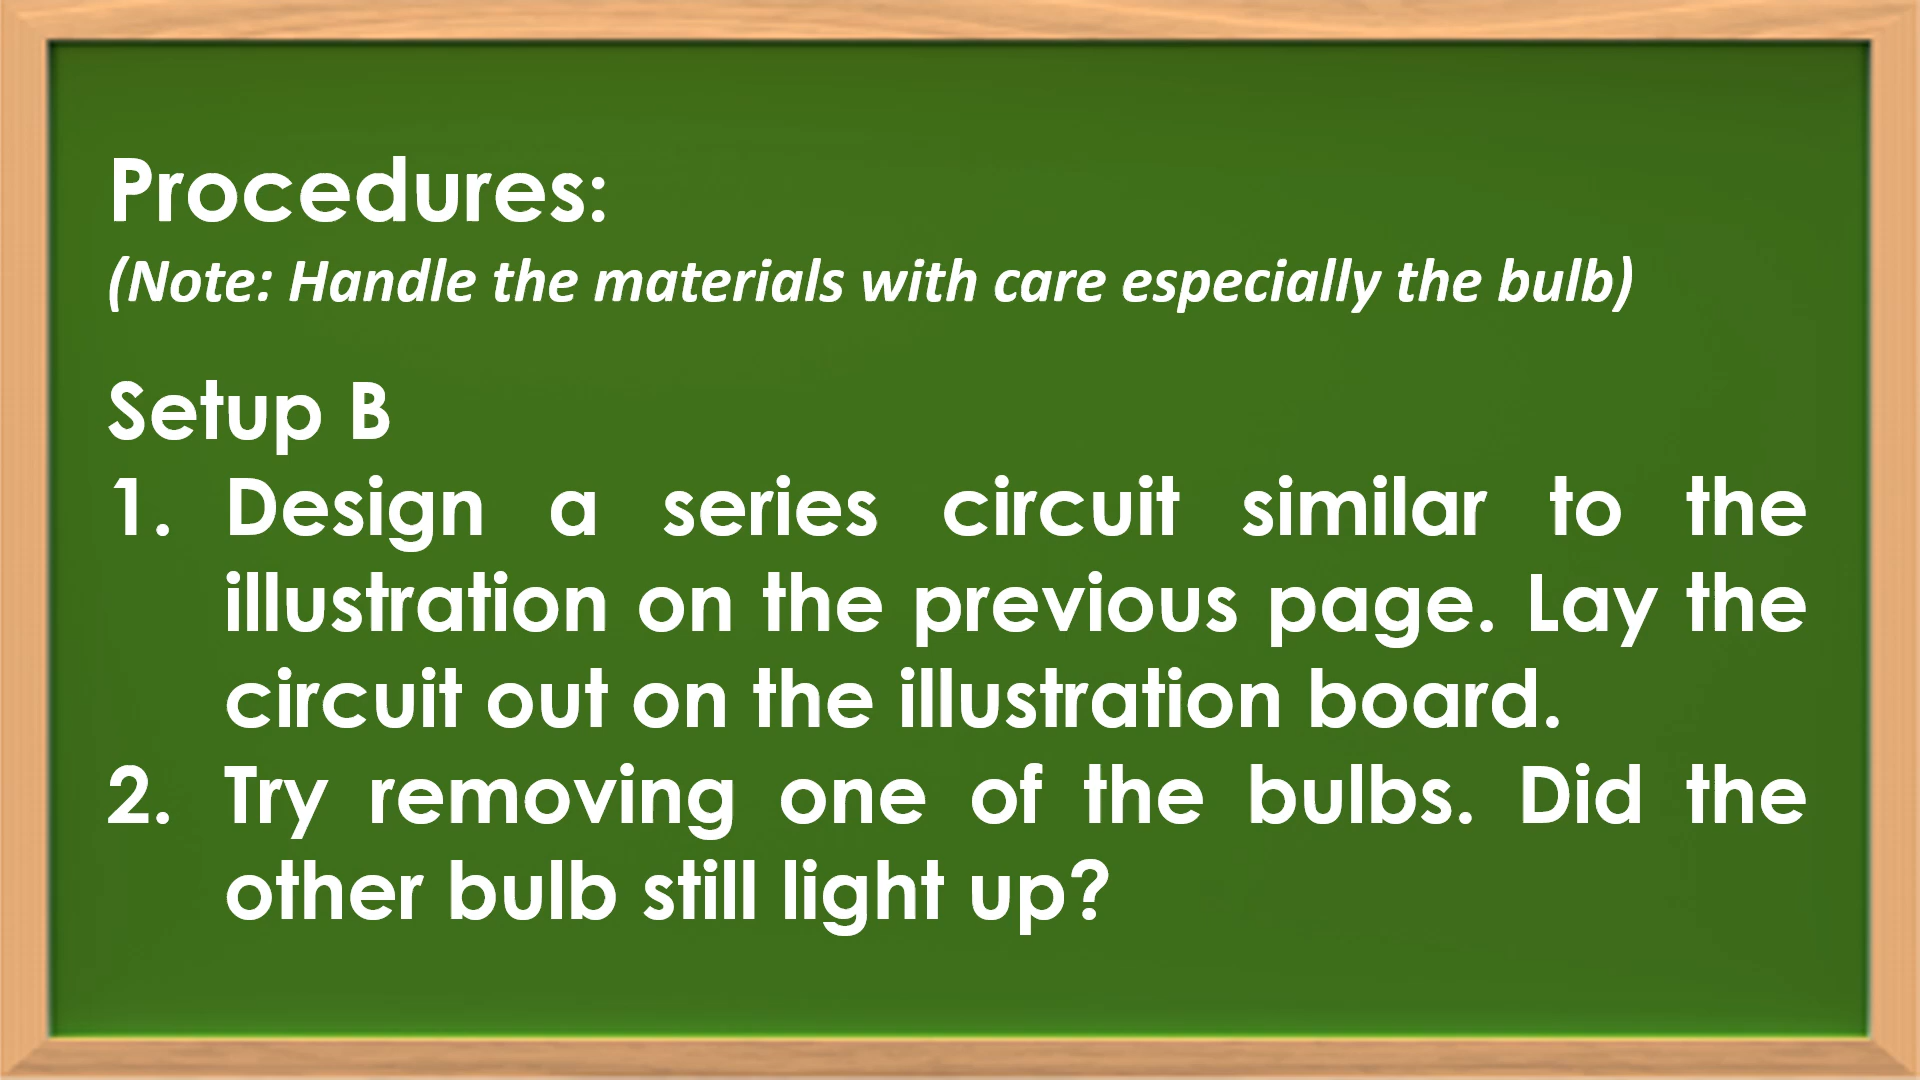 Procedures:
(Note: Handle the materials with care especially the bulb)
Setup B
1. Design a series circuit similar to the
illustration on the previous page. Lay the
circuit out on the illustration board.
2. Try removing one of the bulbs. Did the
other bulb still light up?